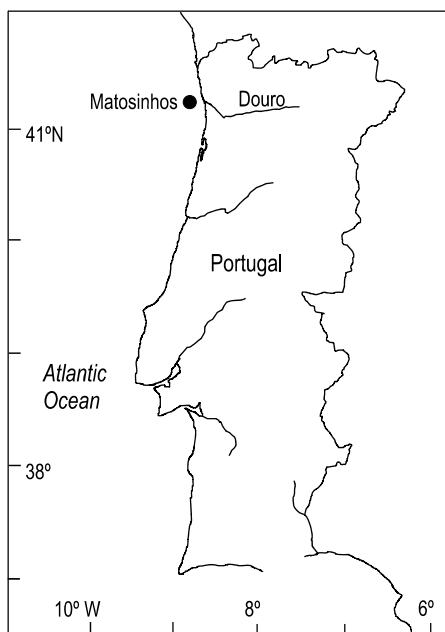 Matosinhos
Douro
41ºN
Portugal
Atlantic
Ocean
38º
10º W
8º
6º